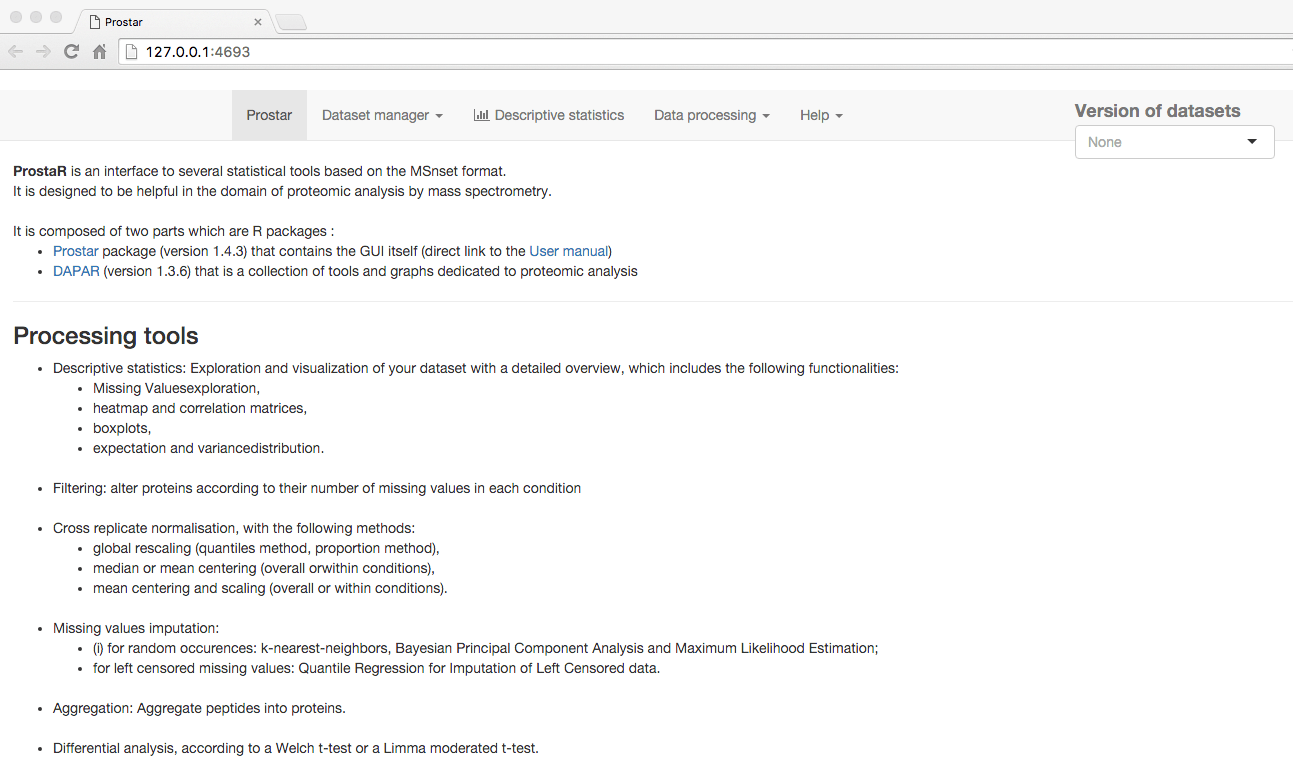 Prostar
127.0.0.1:4693
Prostar Dataset manager Descriptive statistics Data processing Help
Version of datasets
None
ProstaR is an interface to several statistical tools based on the MSnset format.
It is designed to be helpful in the domain of proteomic analysis by mass spectrometry.
It is composed of two parts which are R packages :
Prostar package (version 1.4.3) that contains the GUI itself (direct link to the User manual)
DAPAR (version 1.3.6) that is a collection of tools and graphs dedicated to proteomic analysis
Processing tools
Descriptive statistics: Exploration and visualization of your dataset with a detailed overview, which includes the following functionalities:
Missing Valuesexploration,
heatmap and correlation matrices,
boxplots,
expectation and variancedistribution.
Filtering: alter proteins according to their number of missing values in each condition
Cross replicate normalisation, with the following methods:
global rescaling (quantiles method, proportion method),
median or mean centering (overall orwithin conditions),
mean centering and scaling (overall or within conditions).
Missing values imputation:
(i) for random occurences: k-nearest-neighbors, Bayesian Principal Component Analysis and Maximum Likelihood Estimation;
for left censored missing values: Quantile Regression for Imputation of Left Censored data.
Aggregation: Aggregate peptides into proteins.
Differential analysis, according to a Welch t-test or a Limma moderated t-test.